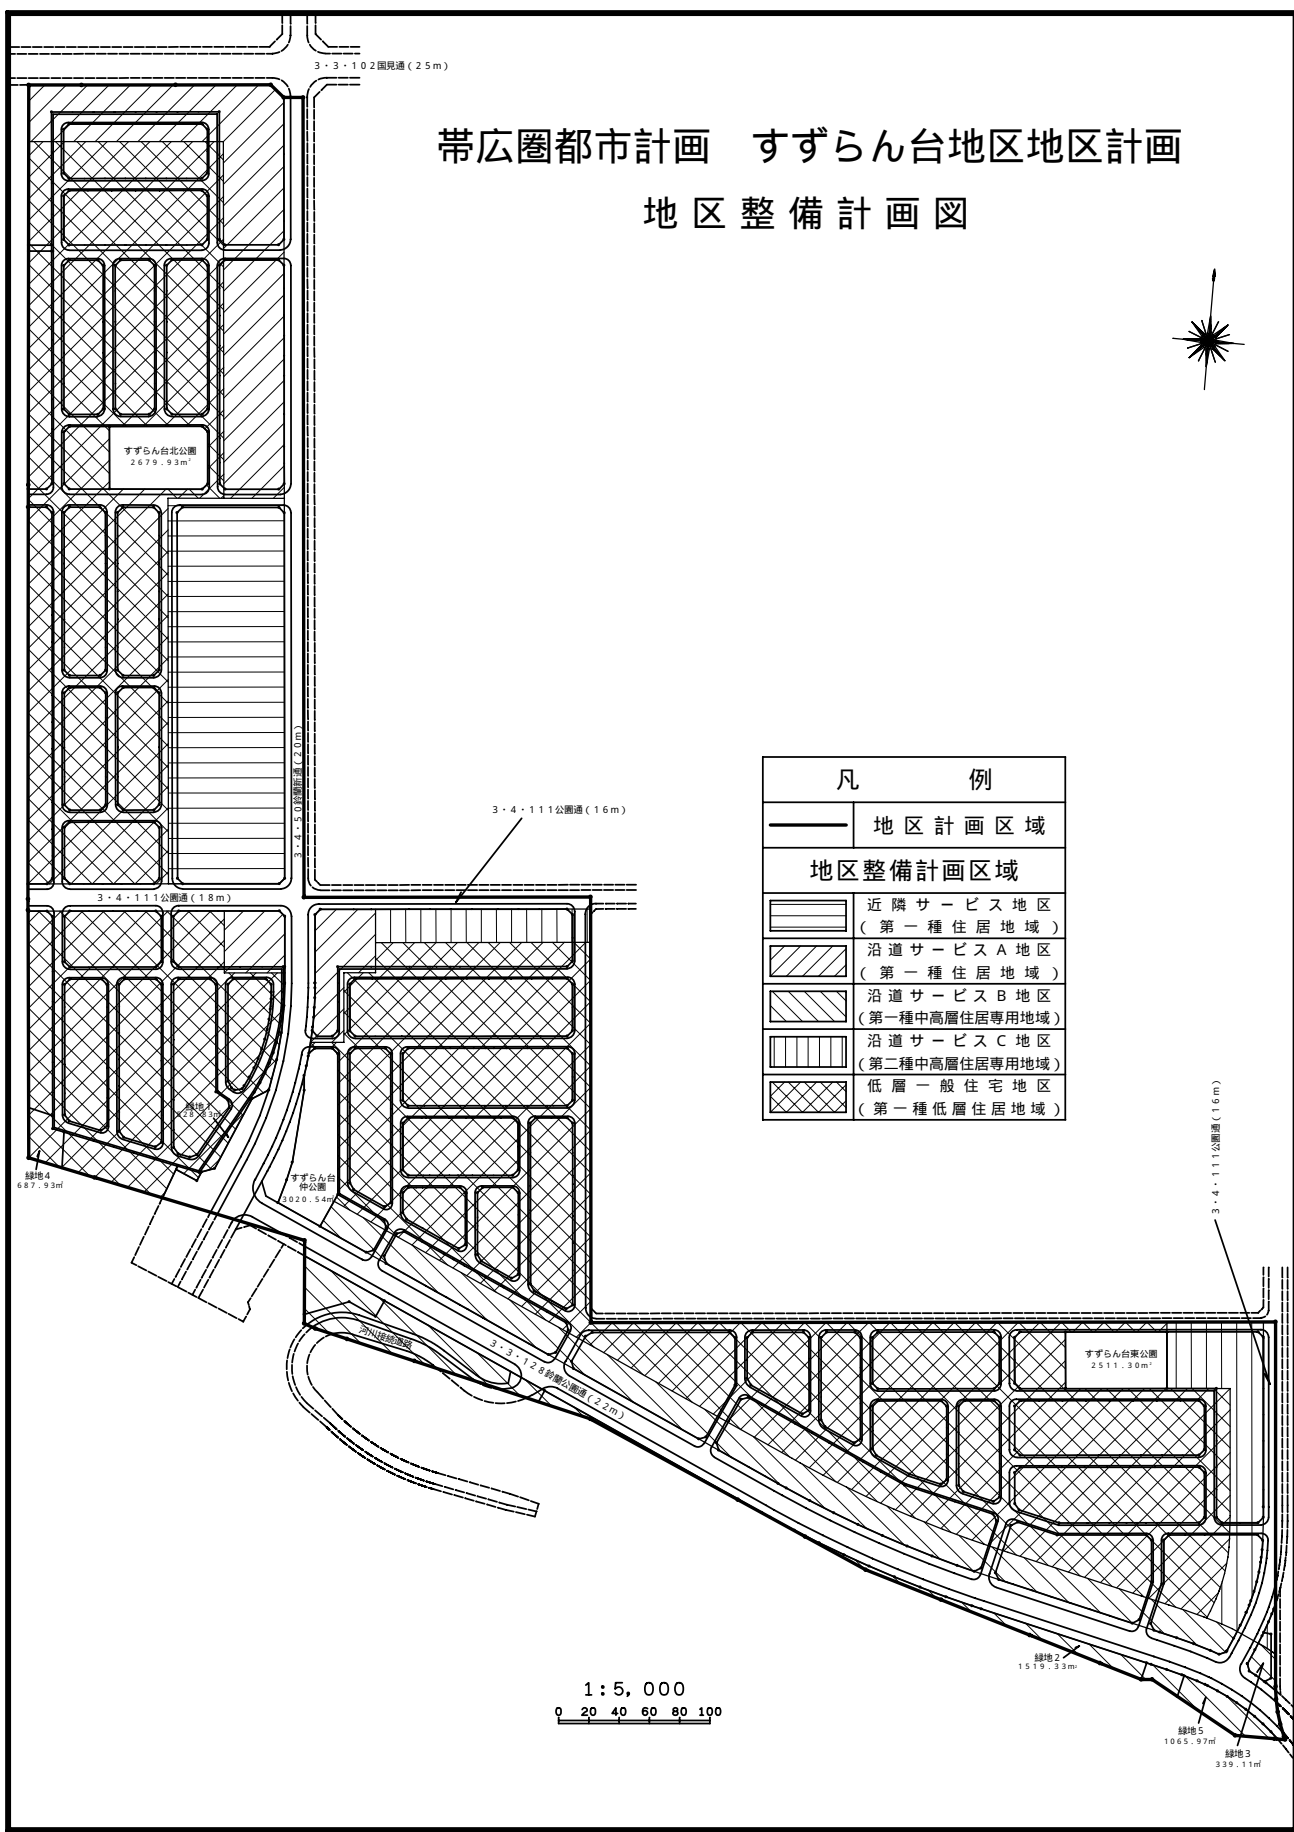 3・3・102国見通(25m)
帯広圏都市計画　すずらん台地区地区計画
地区整備計画図
すずらん台北公園
2679.93㎡
3・4・50鈴蘭新通(20m)
3・4・111公園通(16m)
3・4・111公園通(18m)
凡例
地区計画区域
地区整備計画区域
近隣サービス地区
(第一種住居地域)
沿道サービスA地区
(第一種住居地域)
沿道サービスB地区
(第一種中高層住居専用地域)
沿道サービスC地区
(第二種中高層住居専用地域)
低層一般住宅地区
(第一種低層住居地域)
3・4・111公園通(16m)
緑地1
緑地4
687.93㎡
すずらん台
仲公園
3020.54㎡
河川接続道路
3・3・128鈴蘭公園通(22m)
すずらん台東公園
2511.30㎡
緑地2
1519.33㎡
緑地5
1065.97㎡
緑地3
339.11㎡
1:5,000
0 20 40 60 80 100